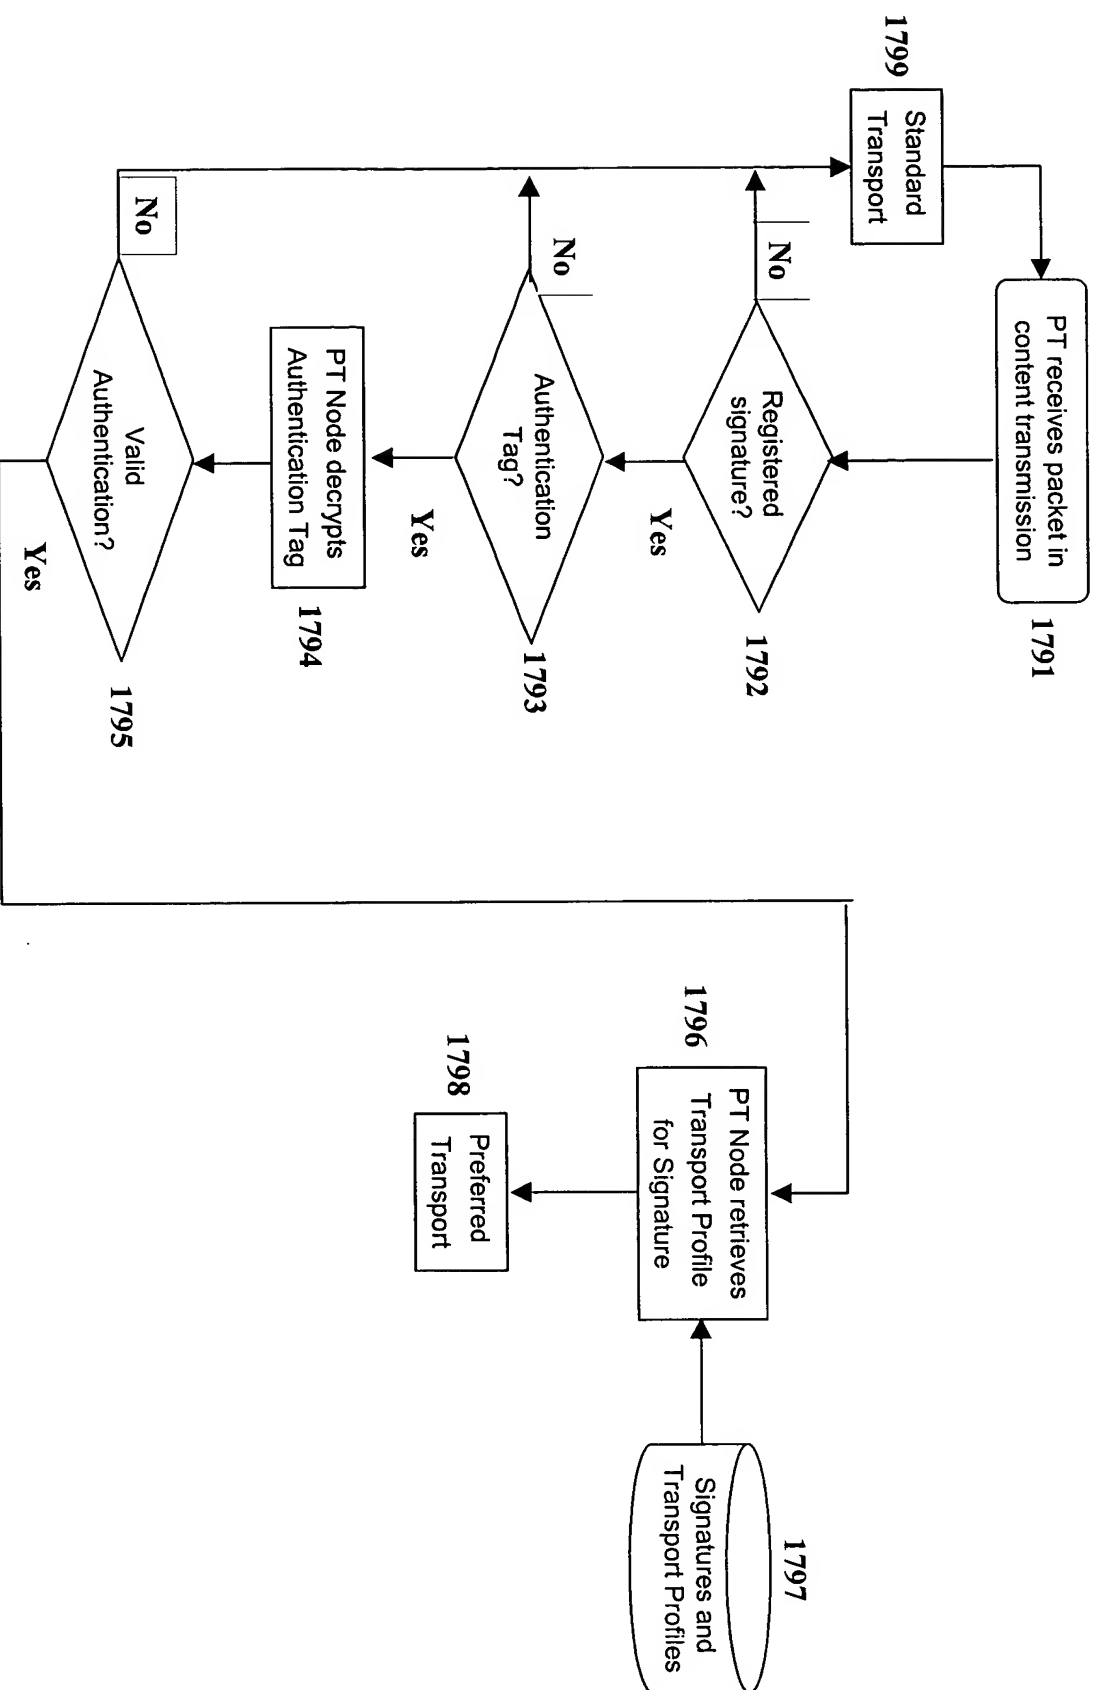 1799
Standard
Transport
PT receives packet in
content transmission
1791
No
Registered
signature?
1792
Yes
No
Authentication
Tag?
1793
Yes
PT Node decrypts
Authentication Tag
1794
No
Valid
Authentication?
1795
Yes
1796
PT Node retrieves
Transport Profile
for Signature
1797
Signatures and
Transport Profiles
1798
Preferred
Transport